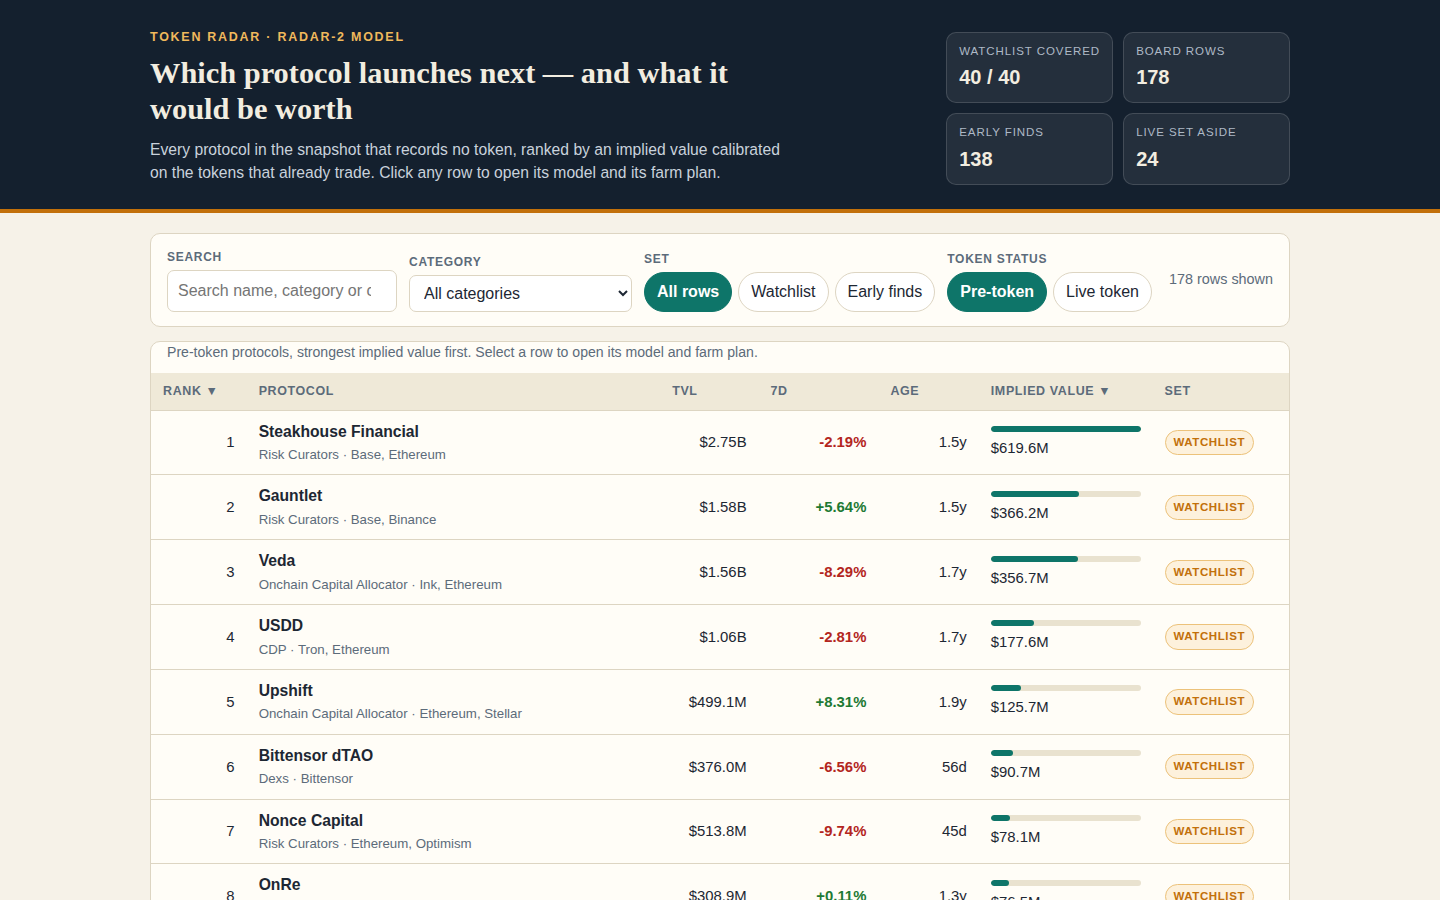 TOKEN RADAR · RADAR-2 MODEL
Which protocol launches next — and what it
would be worth
Every protocol in the snapshot that records no token, ranked by an implied value calibrated
on the tokens that already trade. Click any row to open its model and its farm plan.
WATCHLIST COVERED
40 / 40
BOARD ROWS
178
EARLY FINDS
138
LIVE SET ASIDE
24
SEARCH
Search name, category or c
CATEGORY
All categories
SET
All rows Watchlist Early finds
TOKEN STATUS
Pre-token Live token
178 rows shown
Pre-token protocols, strongest implied value first. Select a row to open its model and farm plan.
RANK ▼ PROTOCOL TVL 7D AGE IMPLIED VALUE ▼ SET
1 Steakhouse Financial $2.75B -2.19% 1.5y $619.6M WATCHLIST
Risk Curators · Base, Ethereum
2 Gauntlet $1.58B +5.64% 1.5y $366.2M WATCHLIST
Risk Curators · Base, Binance
3 Veda $1.56B -8.29% 1.7y $356.7M WATCHLIST
Onchain Capital Allocator · Ink, Ethereum
4 USDD $1.06B -2.81% 1.7y $177.6M WATCHLIST
CDP · Tron, Ethereum
5 Upshift $499.1M +8.31% 1.9y $125.7M WATCHLIST
Onchain Capital Allocator · Ethereum, Stellar
6 Bittensor dTAO $376.0M -6.56% 56d $90.7M WATCHLIST
Dexs · Bittensor
7 Nonce Capital $513.8M -9.74% 45d $78.1M WATCHLIST
Risk Curators · Ethereum, Optimism
8 OnRe $308.9M +0.11% 1.3y $76.5M WATCHLIST